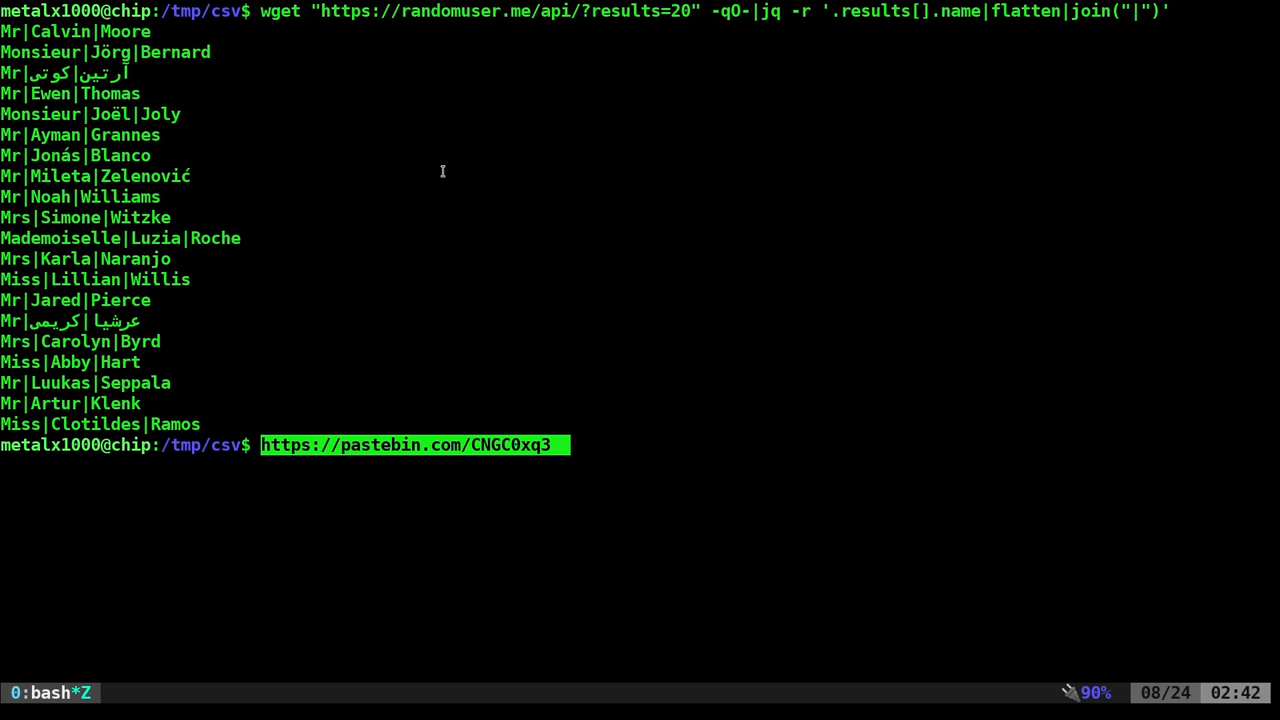 metalx1000@chip:/tmp/csv$ wget "https://randomuser.me/api/?results=20" -qO-|jq -r '.results[].name|flatten|join("|")'
Mr|Calvin|Moore
Monsieur|Jörg|Bernard
Mr|آرتین|کوتی
Mr|Ewen|Thomas
Monsieur|Joël|Joly
Mr|Ayman|Grannes
Mr|Jonás|Blanco
Mr|Mileta|Zelenović
Mr|Noah|Williams
Mrs|Simone|Witzke
Mademoiselle|Luzia|Roche
Mrs|Karla|Naranjo
Miss|Lillian|Willis
Mr|Jared|Pierce
Mr|عرشیا|کریمی
Mrs|Carolyn|Byrd
Miss|Abby|Hart
Mr|Luukas|Seppala
Mr|Artur|Klenk
Miss|Clotildes|Ramos
metalx1000@chip:/tmp/csv$ https://pastebin.com/CNGC0xq3
0:bash*Z 90% 08/24 02:42